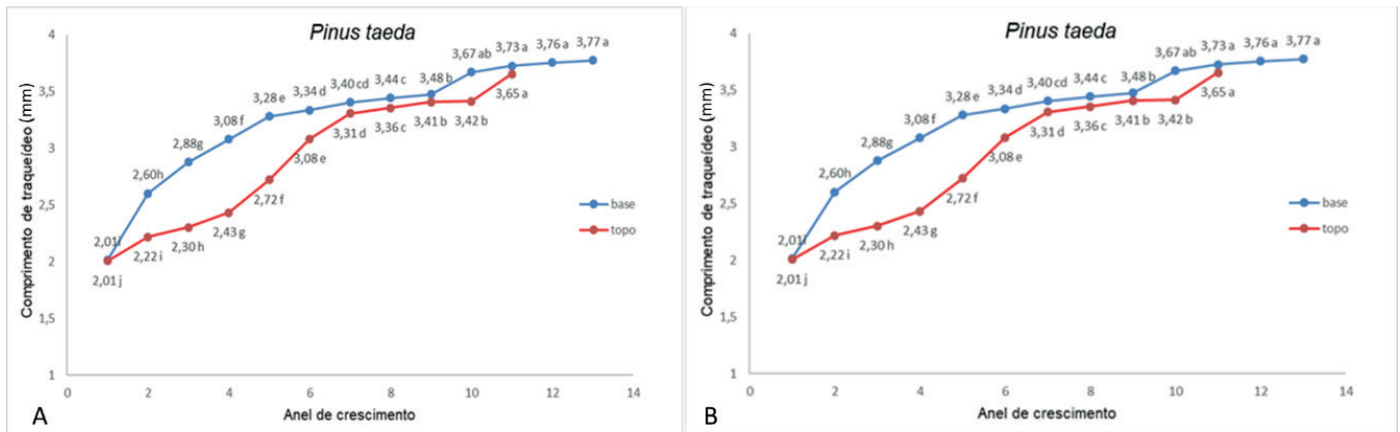 Pinus taeda
Comprimento de traqueídeo (mm)
4
3,5
3
2,5
2
1,5
1
2,01i
2,60h
2,88g
3,08 f
3,28 e
3,34 d
3,40 cd
3,44 c
3,48 b
3,67 ab
3,73 a
3,76 a
3,77 a
2,01 j
2,22 i
2,30 h
2,43 g
2,72 f
3,08 e
3,31 d
3,36 c
3,41 b
3,42 b
3,65 a
base
topo
0
2
4
6
8
10
12
14
Anel de crescimento
A
Pinus taeda
Comprimento de traqueídeo (mm)
4
3,5
3
2,5
2
1,5
1
2,01i
2,60h
2,88g
3,08 f
3,28 e
3,34 d
3,40 cd
3,44 c
3,48 b
3,67 ab
3,73 a
3,76 a
3,77 a
2,01 j
2,22 i
2,30 h
2,43 g
2,72 f
3,08 e
3,31 d
3,36 c
3,41 b
3,42 b
3,65 a
base
topo
0
2
4
6
8
10
12
14
Anel de crescimento
B